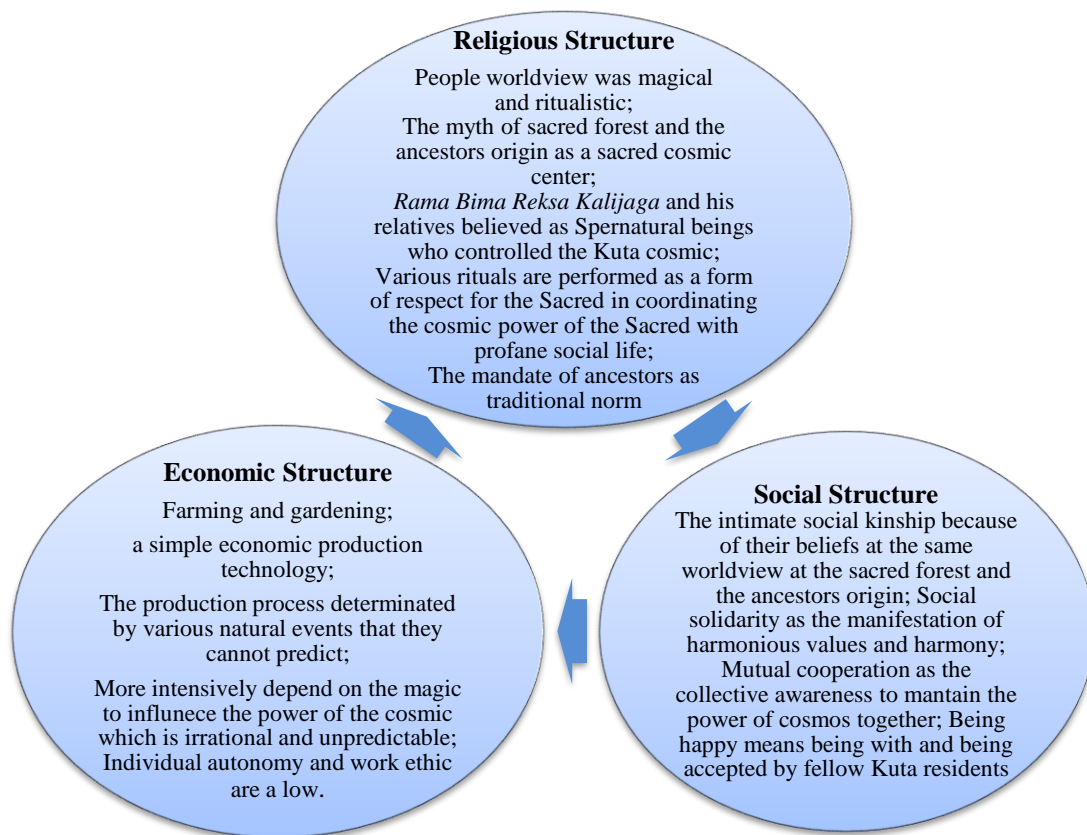 Religious Structure
People worldview was magical
and ritualistic;
The myth of sacred forest and the
ancestors origin as a sacred cosmic
center;
Rama Bima Reksa Kalijaga and his
relatives believed as Spernatural beings
who controlled the Kuta cosmic;
Various rituals are performed as a form
of respect for the Sacred in coordinating
the cosmic power of the Sacred with
profane social life;
The mandate of ancestors as
traditional norm
Economic Structure
Farming and gardening;
a simple economic production
technology;
The production process determinated
by various natural events that they
cannot predict;
More intensively depend on the magic
to influnece the power of the cosmic
which is irrational and unpredictable;
Individual autonomy and work ethic
are a low.
Social Structure
The intimate social kinship because
of their beliefs at the same
worldview at the sacred forest and
the ancestors origin; Social
solidarity as the manifestation of
harmonious values and harmony;
Mutual cooperation as the
collective awareness to mantain the
power of cosmos together; Being
happy means being with and being
accepted by fellow Kuta residents